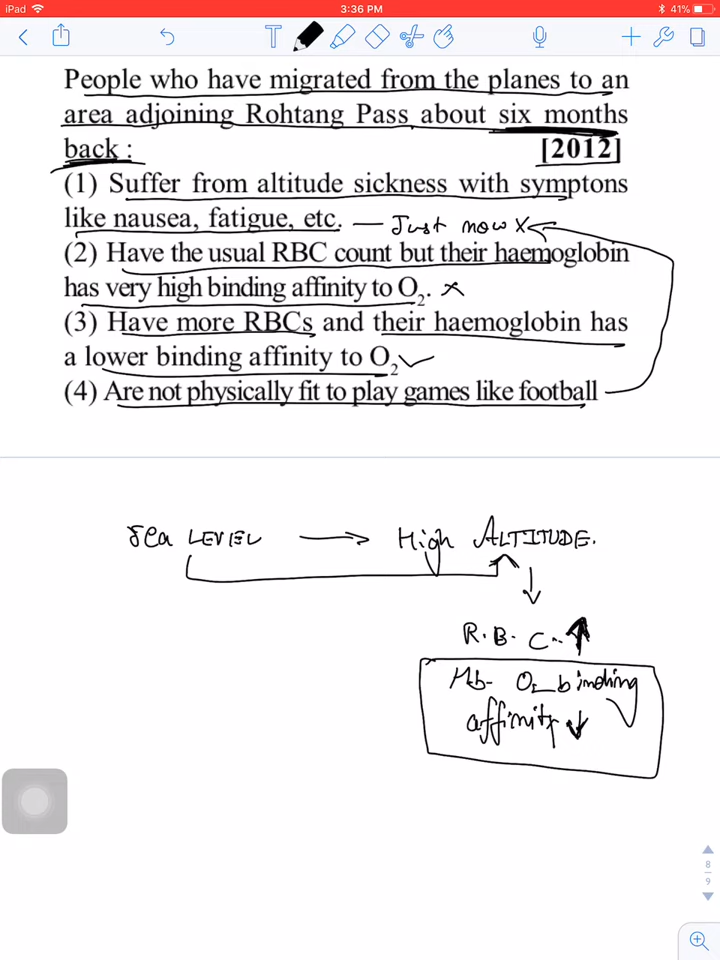 iPad 3:36 PM 41%
T
People who have migrated from the planes to an
area adjoining Rohtang Pass about six months
back : [2012]
(1) Suffer from altitude sickness with symptons
like nausea, fatigue, etc. — Just now x
(2) Have the usual RBC count but their haemoglobin
has very high binding affinity to O₂. x
(3) Have more RBCs and their haemoglobin has
a lower binding affinity to O₂ ✓
(4) Are not physically fit to play games like football
Sea LEVEL → High ALTITUDE.
↓
R.B.C. ↑
Hb- O₂ binding
affinity ↓
8
9